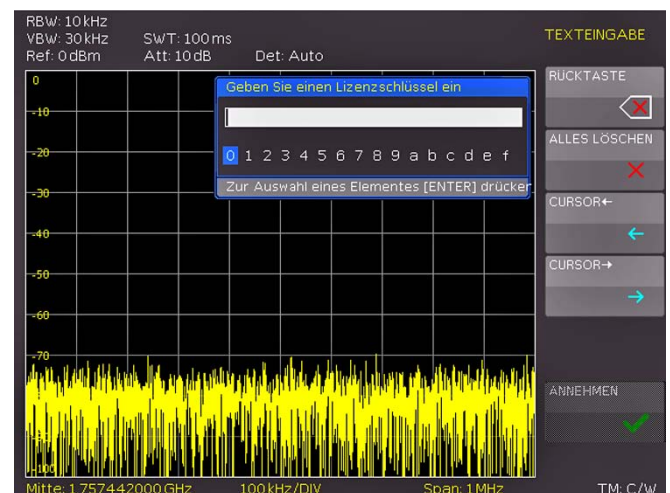 RBW: 10 kHz
VBW: 30 kHz SWT: 100 ms
Ref: 0 dBm Att: 10 dB Det: Auto
TEXTEINGABE
0
-10
-20
-30
-40
-50
-60
-70
-100
Geben Sie einen Lizenzschlüssel ein
0 1 2 3 4 5 6 7 8 9 a b c d e f
Zur Auswahl eines Elementes [ENTER] drücken
RÜCKTASTE
ALLES LÖSCHEN
CURSOR←
CURSOR→
ANNEHMEN
Mitte: 1.757442000 GHz 100 kHz/DIV Span: 1 MHz TM: C/W